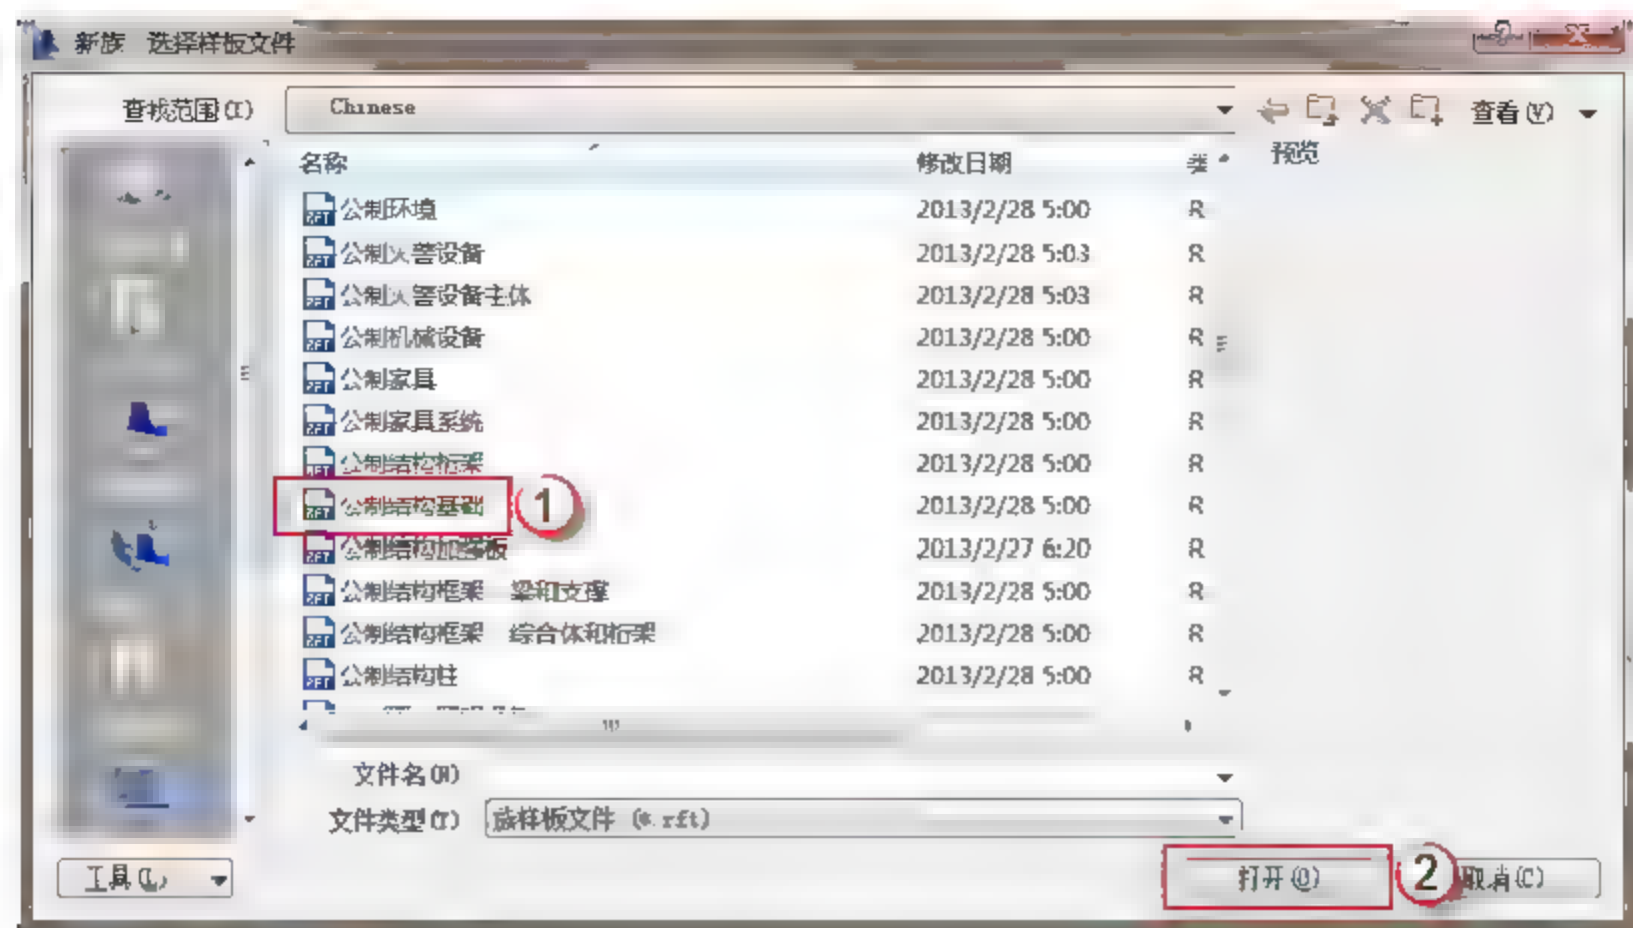 新族 选择样板文件
查找范围(I) Chinese 查看(V)
名称 修改日期 类 预览
公制环境 2013/2/28 5:00 R
公制火警设备 2013/2/28 5:03 R
公制火警设备主体 2013/2/28 5:03 R
公制机械设备 2013/2/28 5:00 R
公制家具 2013/2/28 5:00 R
公制家具系统 2013/2/28 5:00 R
公制结构桁架 2013/2/28 5:00 R
公制结构基础 1 2013/2/28 5:00 R
公制结构加强板 2013/2/27 6:20 R
公制结构框架 梁和支撑 2013/2/28 5:00 R
公制结构框架 综合体和桁架 2013/2/28 5:00 R
公制结构柱 2013/2/28 5:00 R
文件名(N)
文件类型(T) 族样板文件 (*.rft)
工具(L) 打开(O) 2 取消(C)